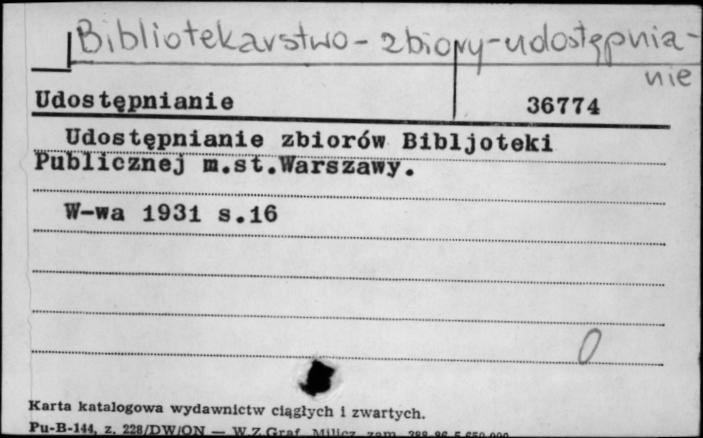 Bibliotekarstwo - zbiory - udostępnia-
nie
Udostępnianie 36774
Udostępnianie zbiorów Bibljoteki
Publicznej m.st.Warszawy.
W-wa 1931 s.16
0
Karta katalogowa wydawnictw ciągłych i zwartych.
Pu-B-144, z. 228/DW/ON — W.Z.Graf. Milicz zam.